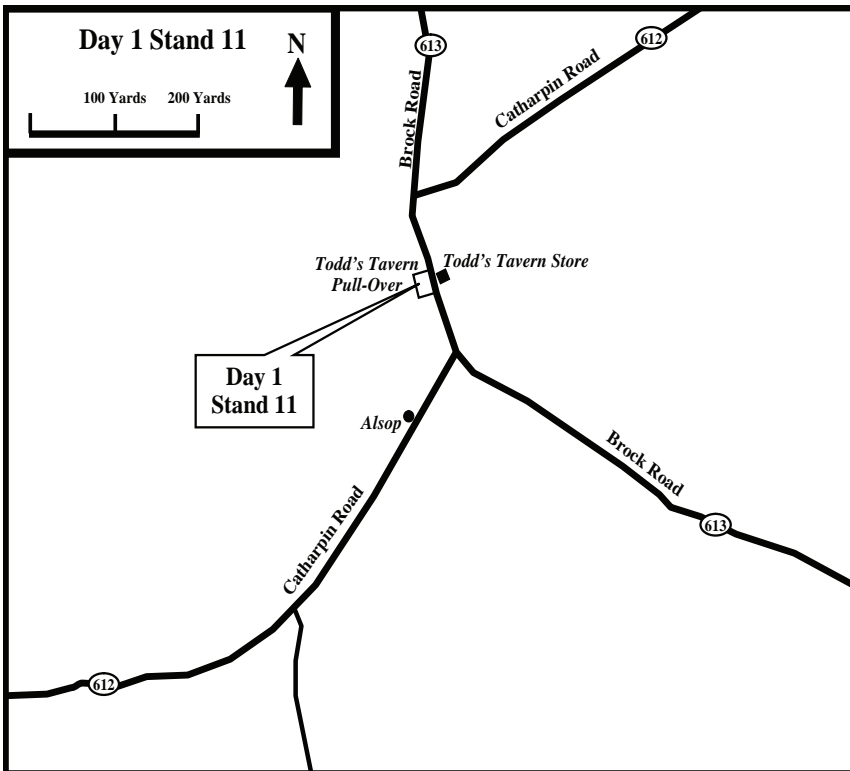 Day 1 Stand 11
N
100 Yards 200 Yards
613
612
Brock Road
Catharpin Road
Todd's Tavern
Pull-Over
Todd's Tavern Store
Day 1
Stand 11
Alsop
Brock Road
613
Catharpin Road
612